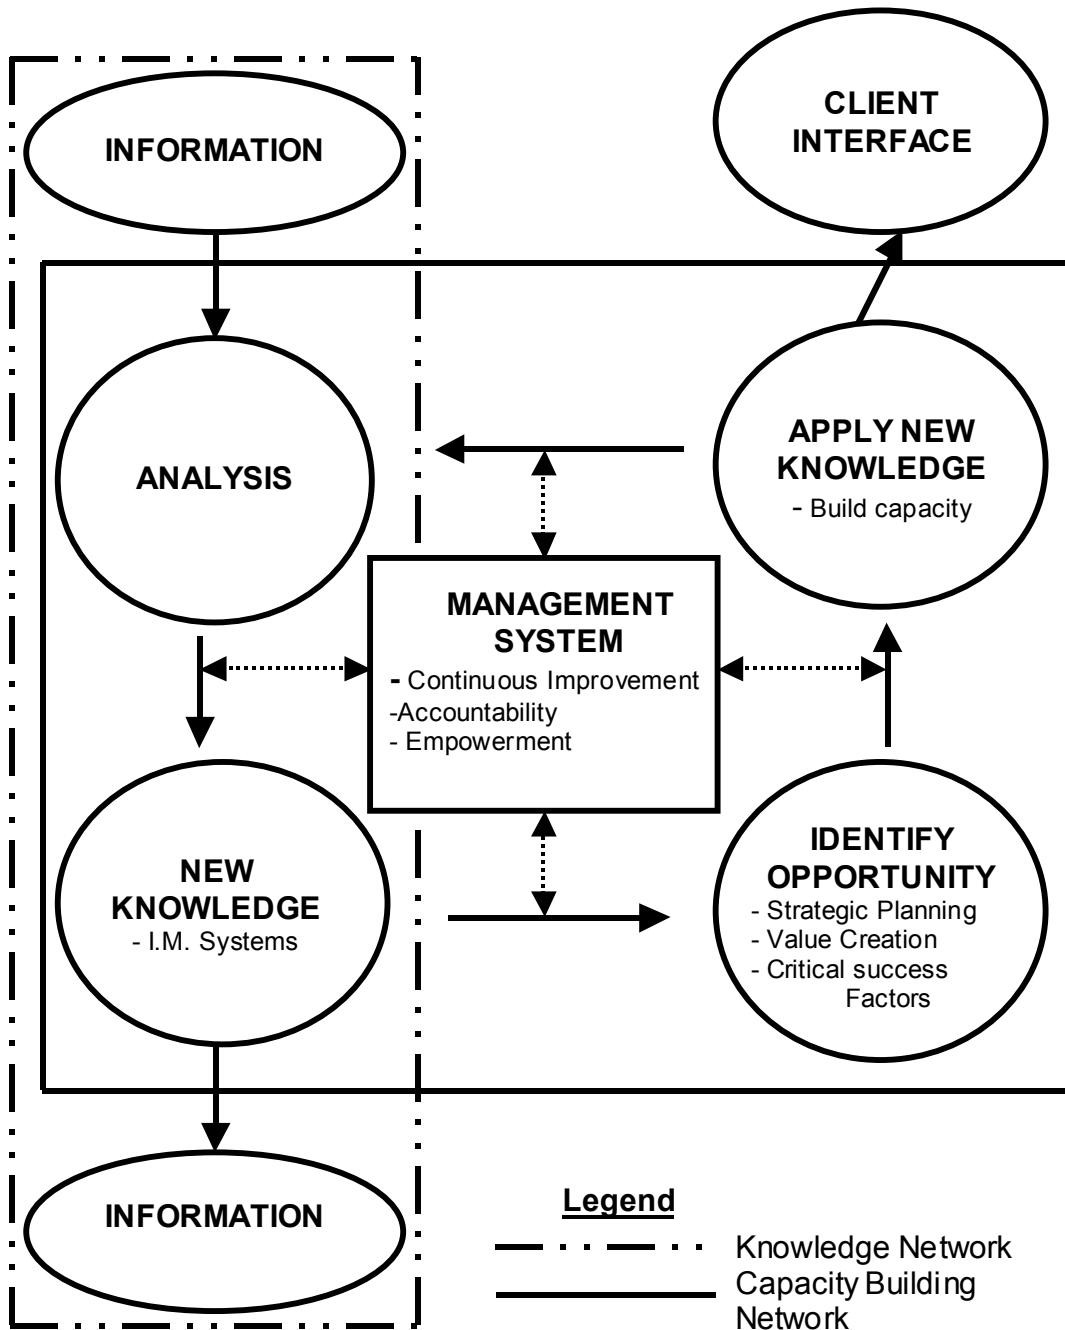 INFORMATION
CLIENT
INTERFACE
ANALYSIS
APPLY NEW
KNOWLEDGE
- Build capacity
MANAGEMENT
SYSTEM
- Continuous Improvement
-Accountability
- Empowerment
NEW
KNOWLEDGE
- I.M. Systems
IDENTIFY
OPPORTUNITY
- Strategic Planning
- Value Creation
- Critical success
Factors
INFORMATION
Legend
Knowledge Network
Capacity Building
Network